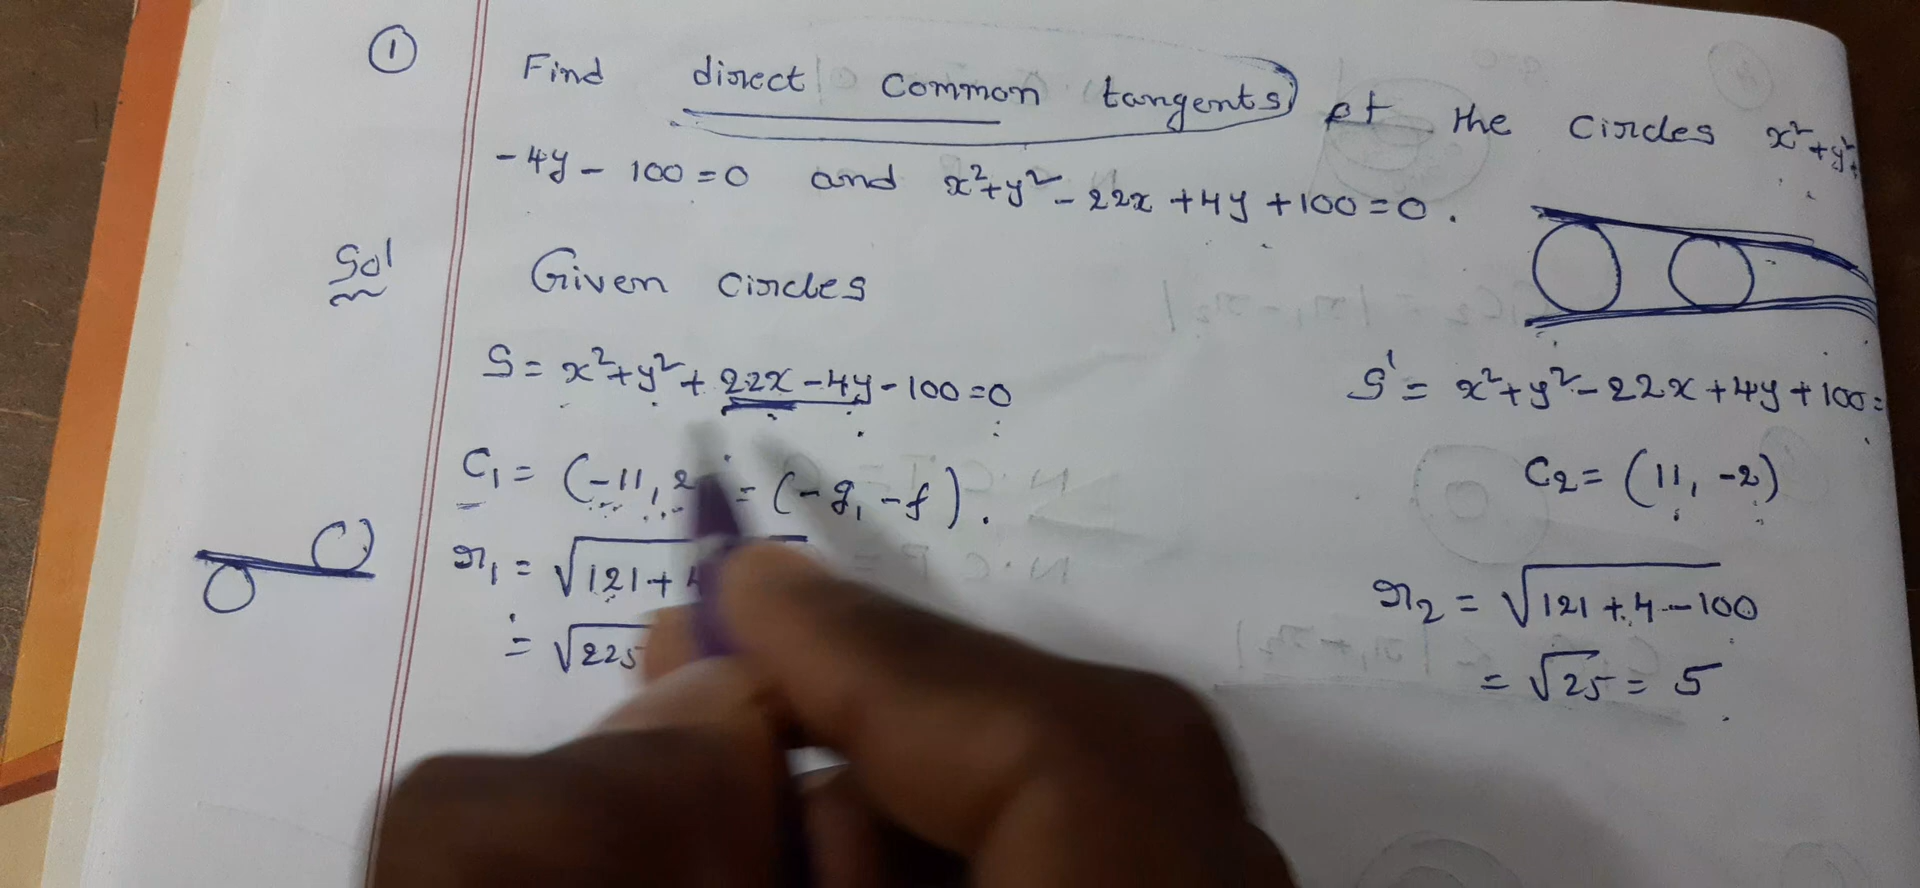 ①
Find direct common tangents of the circles x²+y²+
-4y - 100 = 0 and x²+y² - 22x + 4y + 100 = 0 .
Sol Given circles
S = x²+y² + 22x - 4y - 100 = 0
S' = x²+y² - 22x + 4y + 100 =
C₁ = (-11, 2 = (-g, -f) .
C₂ = (11, -2)
r₁ = √121 + 4
r₂ = √121 + 4 - 100
= √225
= √25 = 5